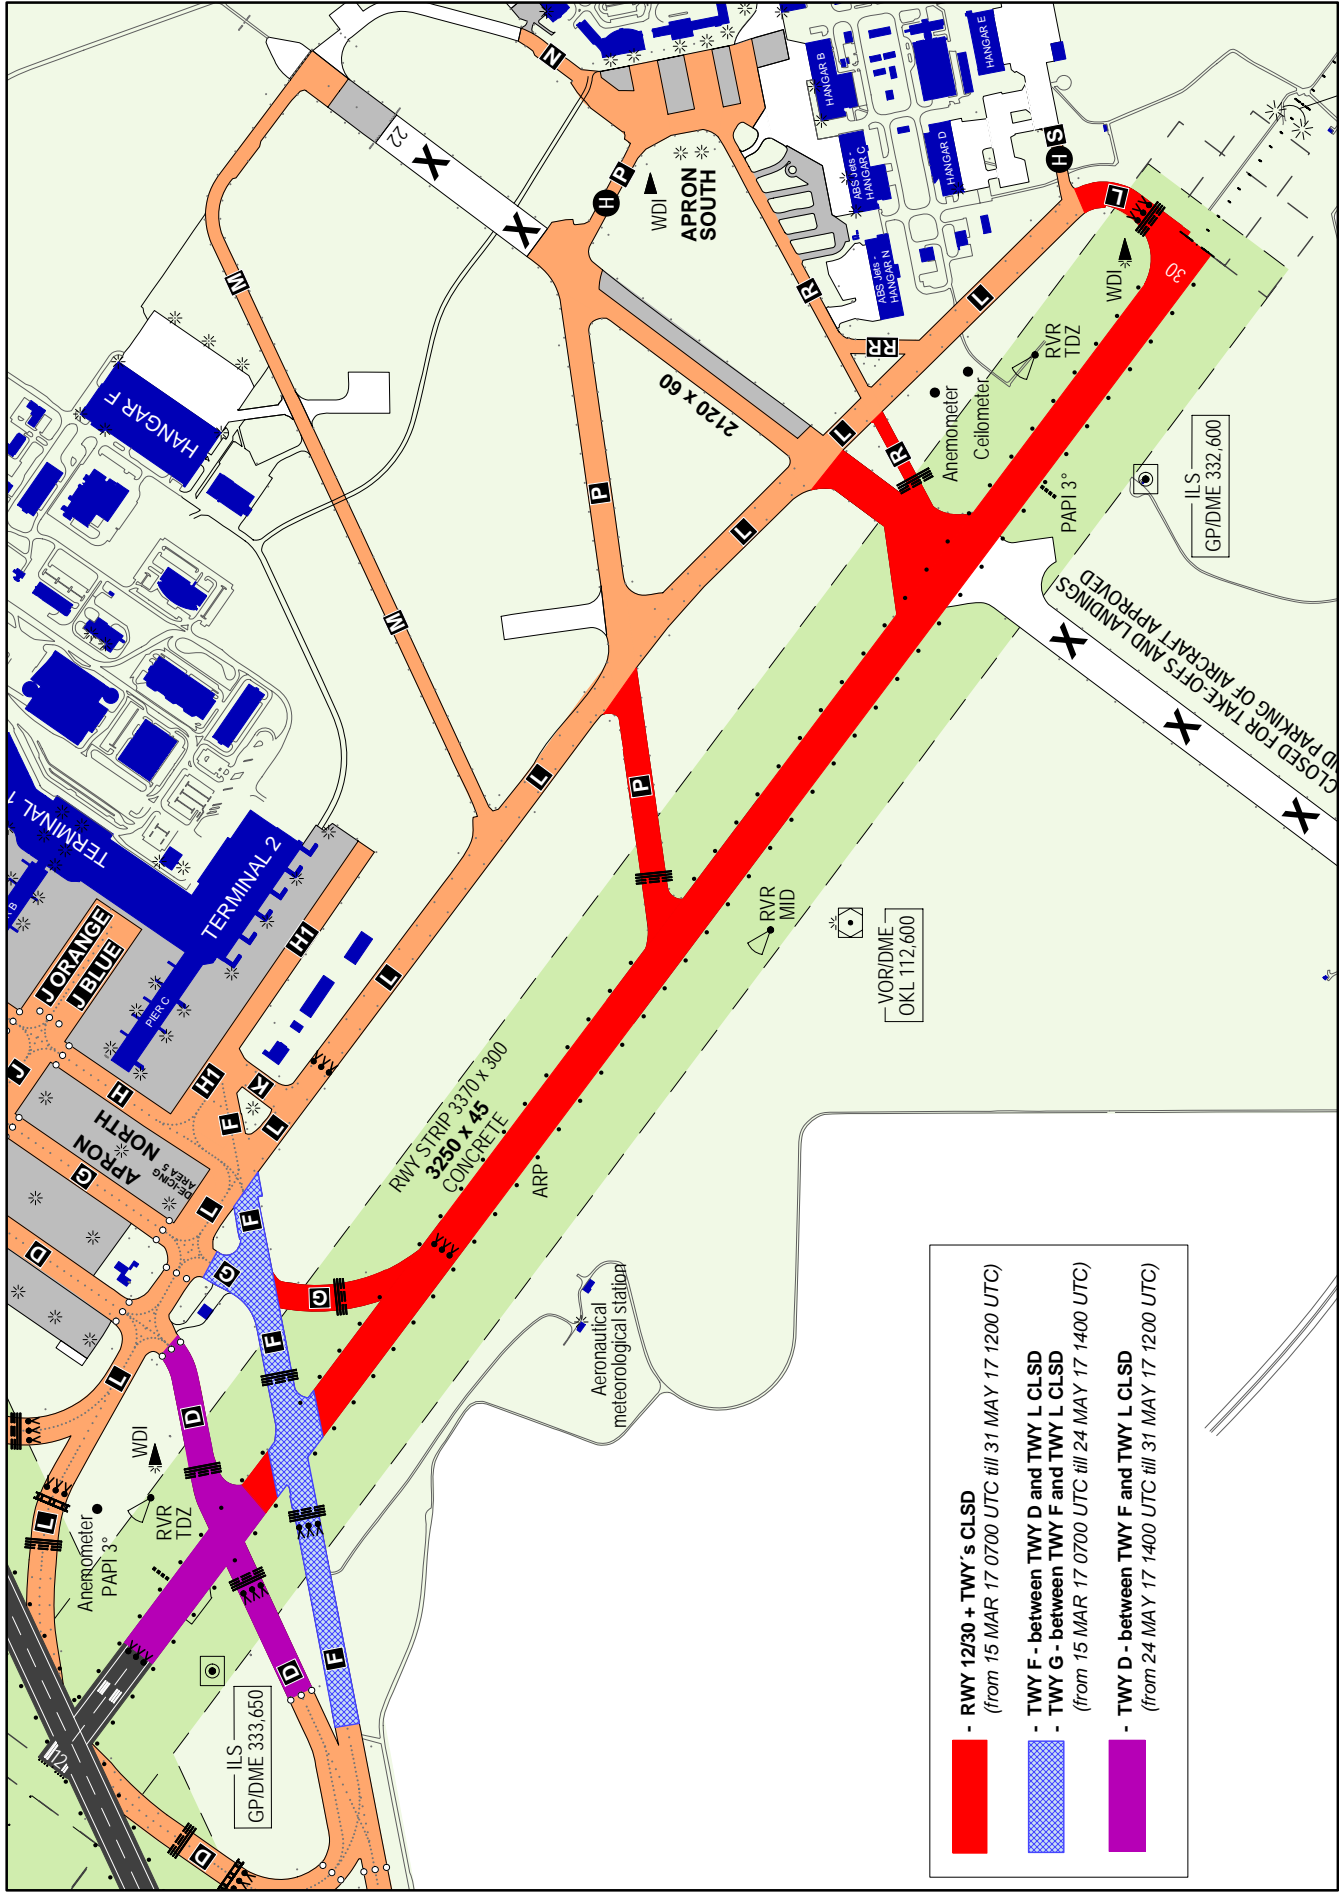 TERMINAL 1
TERMINAL 2
PIER C
B
HANGAR F
J ORANGE
J BLUE
J
H
H1
H1
K
F
L
G
APRON
NORTH
DE-ICING
AREA 5
D
L
L
L
L
L
L
L
L
L
M
M
N
P
P
P
H
H
S
R
R
RR
22
X
X
WDI
APRON
SOUTH
HANGAR B
ABS Jets -
HANGAR C
HANGAR D
HANGAR E
ABS Jets -
HANGAR N
2120 x 60
Anemometer
Ceilometer
RVR
TDZ
WDI
30
PAPI 3°
ILS
GP/DME 332,600
CLOSED FOR TAKE-OFFS AND LANDINGS
ND PARKING OF AIRCRAFT APPROVED
X
X
X
RVR
MID
VOR/DME
OKL 112,600
RWY STRIP 3370 x 300
3250 x 45
CONCRETE
ARP
G
G
F
F
F
D
D
D
WDI
RVR
TDZ
Anemometer
PAPI 3°
12
ILS
GP/DME 333,650
Aeronautical
meteorological station
- RWY 12/30 + TWY´s CLSD
(from 15 MAR 17 0700 UTC till 31 MAY 17 1200 UTC)
- TWY F - between TWY D and TWY L CLSD
- TWY G - between TWY F and TWY L CLSD
(from 15 MAR 17 0700 UTC till 24 MAY 17 1400 UTC)
- TWY D - between TWY F and TWY L CLSD
(from 24 MAY 17 1400 UTC till 31 MAY 17 1200 UTC)